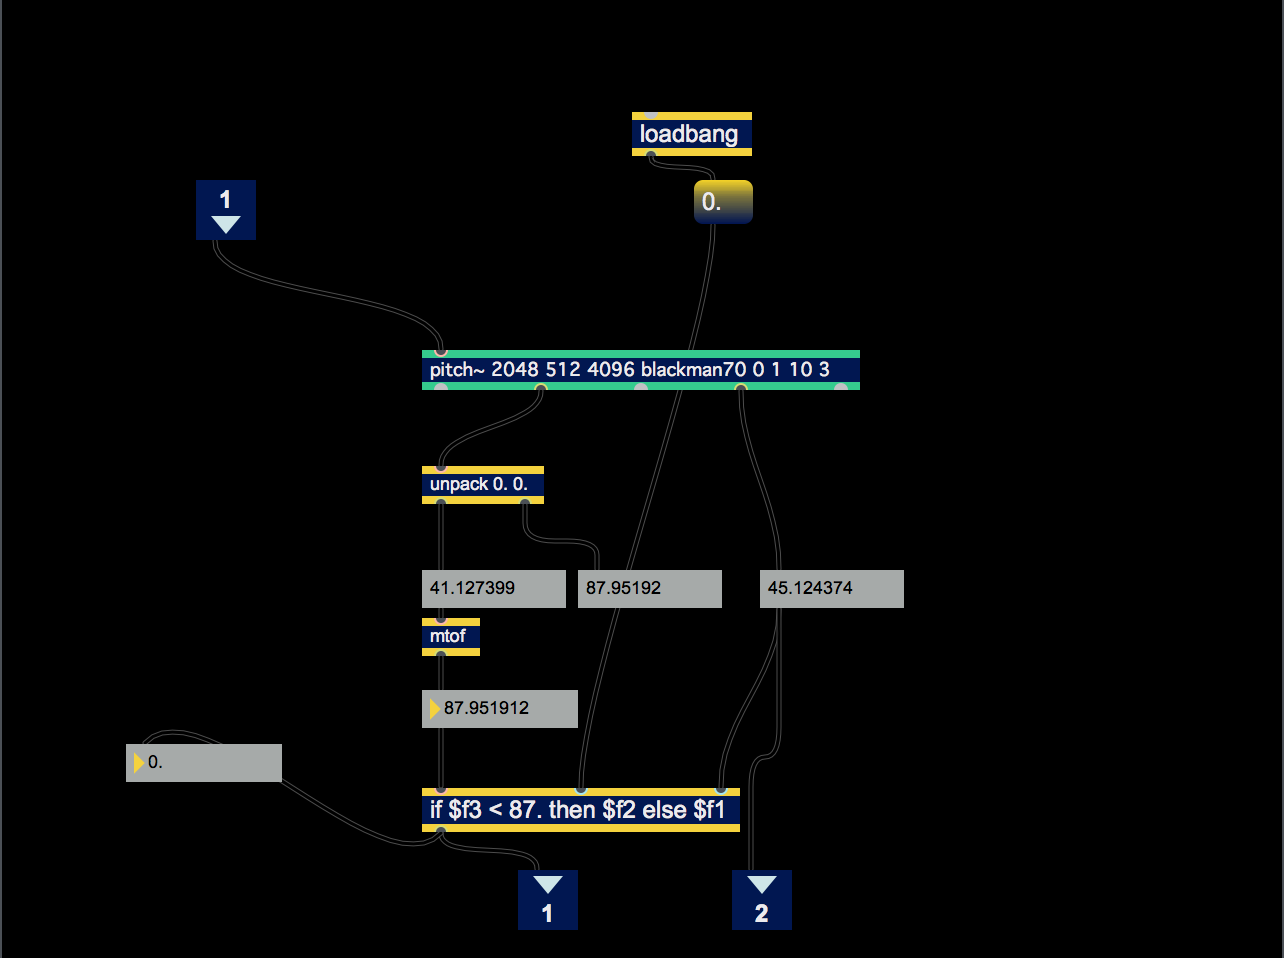 loadbang
1
0.
pitch~ 2048 512 4096 blackman70 0 1 10 3
unpack 0. 0.
41.127399
87.95192
45.124374
mtof
87.951912
0.
if $f3 < 87. then $f2 else $f1
1
2